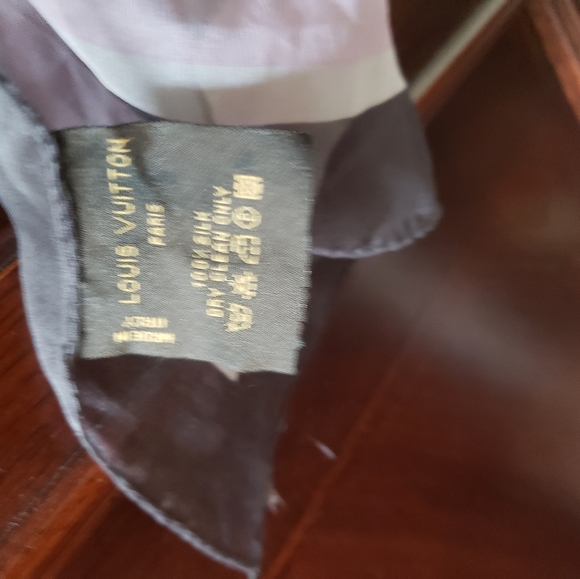 LOUIS VUITTON
PARIS
100% SILK
DRY CLEAN ONLY